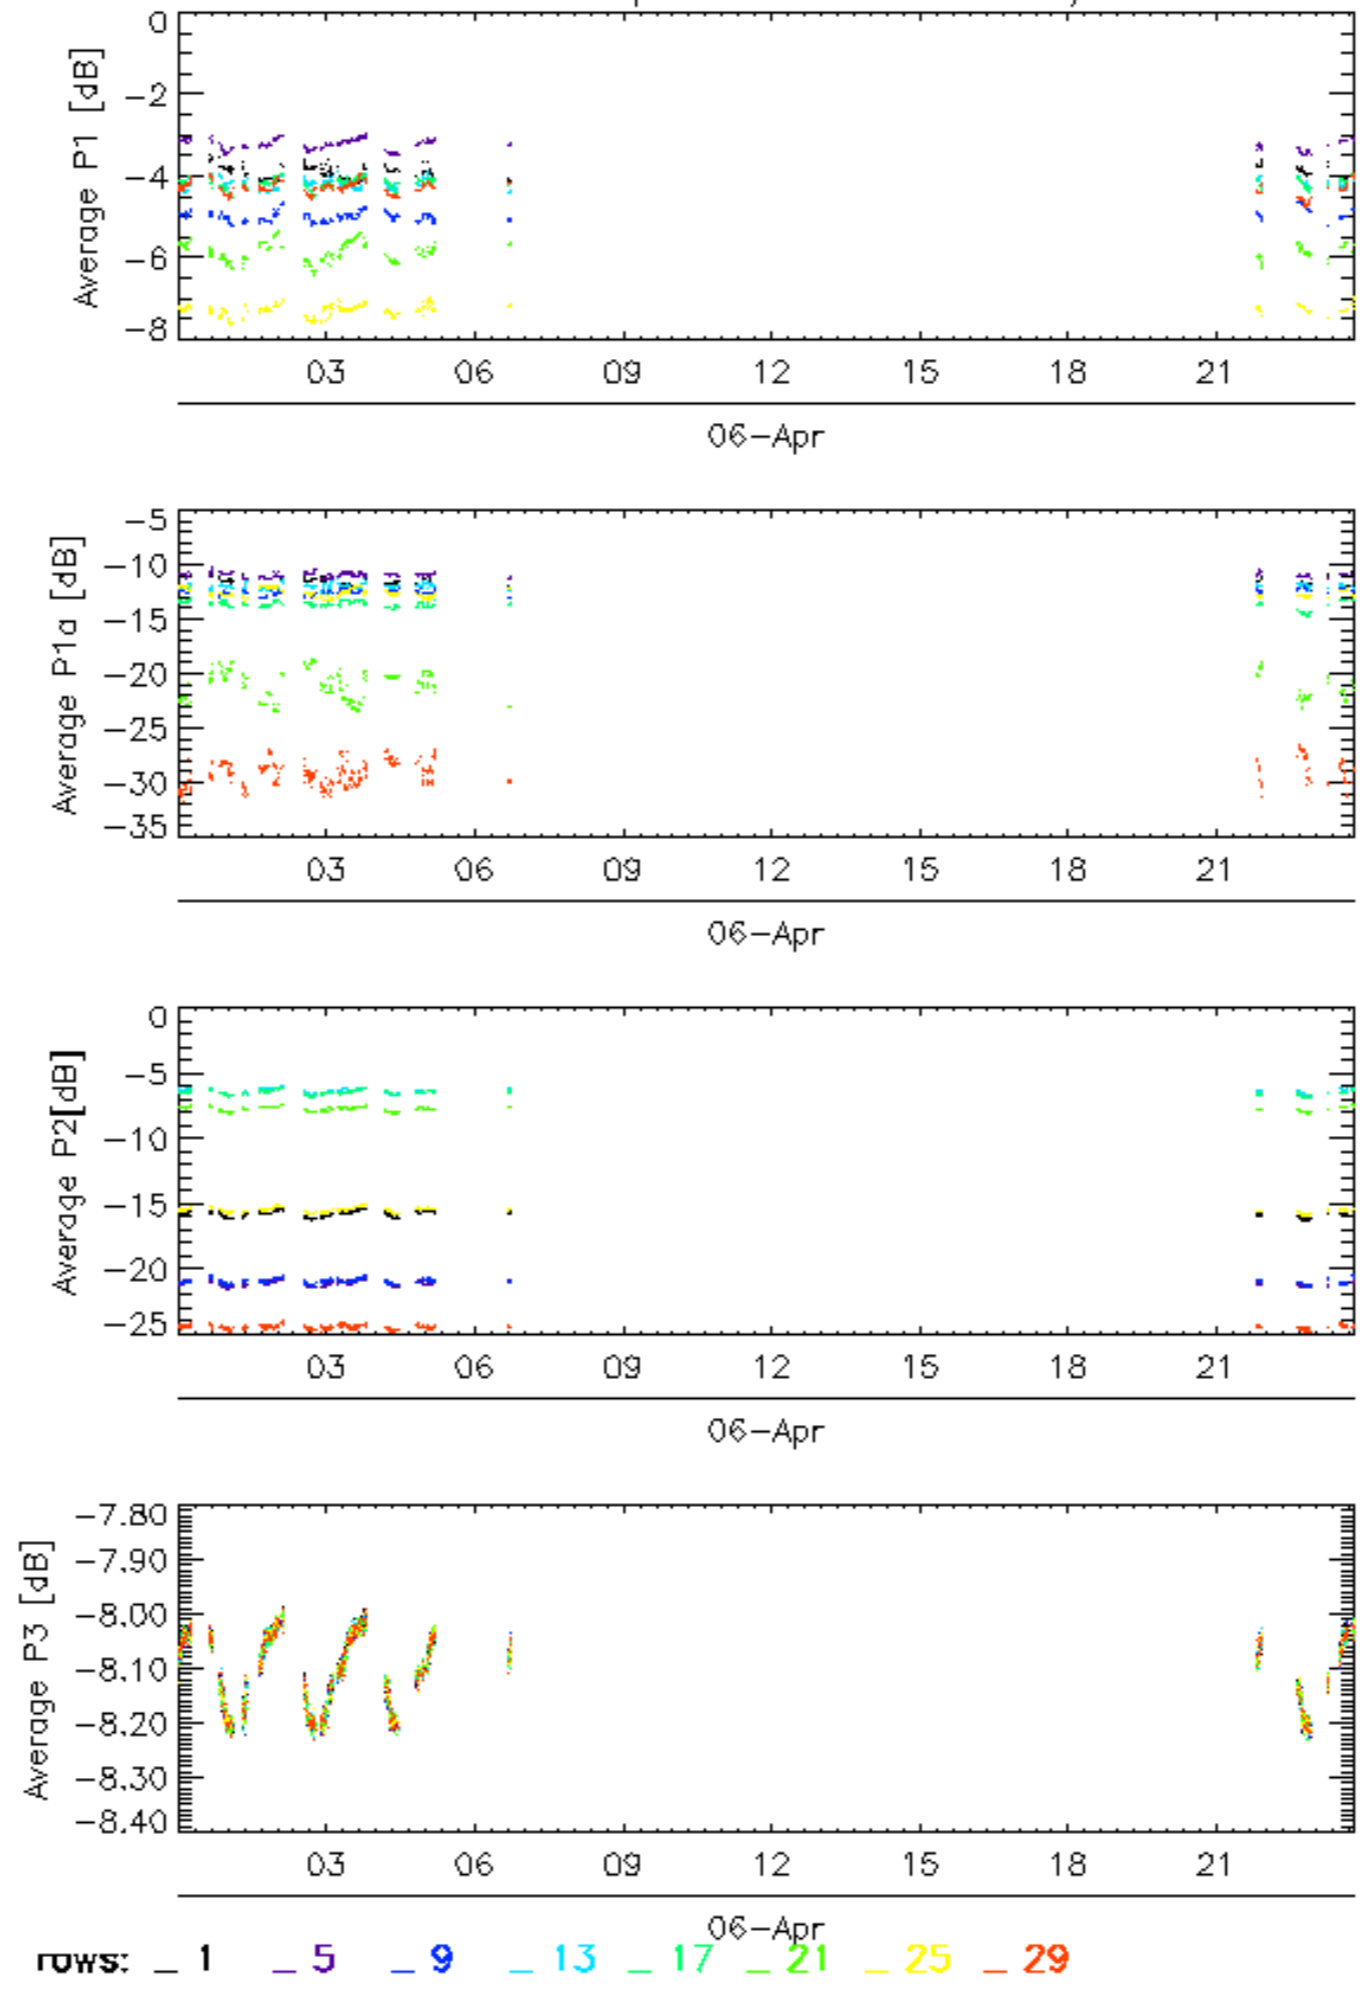 0
-2
-4
-6
-8
Average P1 [dB]
03 06 09 12 15 18 21
06-Apr
-5
-10
-15
-20
-25
-30
-35
Average P1a [dB]
03 06 09 12 15 18 21
06-Apr
0
-5
-10
-15
-20
-25
Average P2[dB]
03 06 09 12 15 18 21
06-Apr
-7.80
-7.90
-8.00
-8.10
-8.20
-8.30
-8.40
Average P3 [dB]
03 06 09 12 15 18 21
06-Apr
rows: _ 1 _ 5 _ 9 _ 13 _ 17 _ 21 _ 25 _ 29